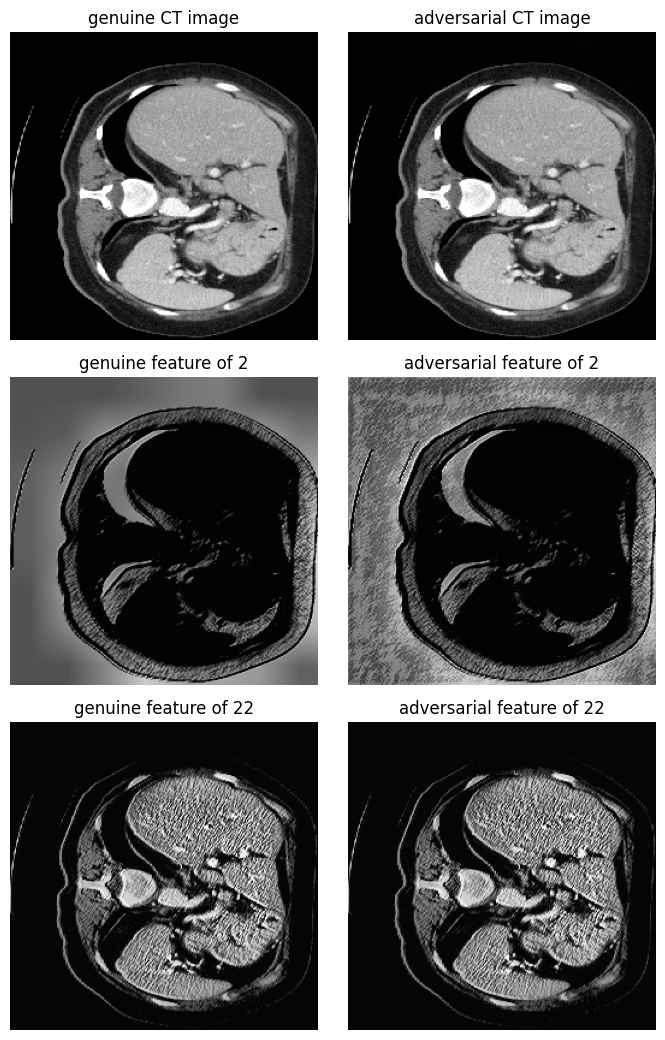 genuine CT image
adversarial CT image
genuine feature of 2
adversarial feature of 2
genuine feature of 22
adversarial feature of 22